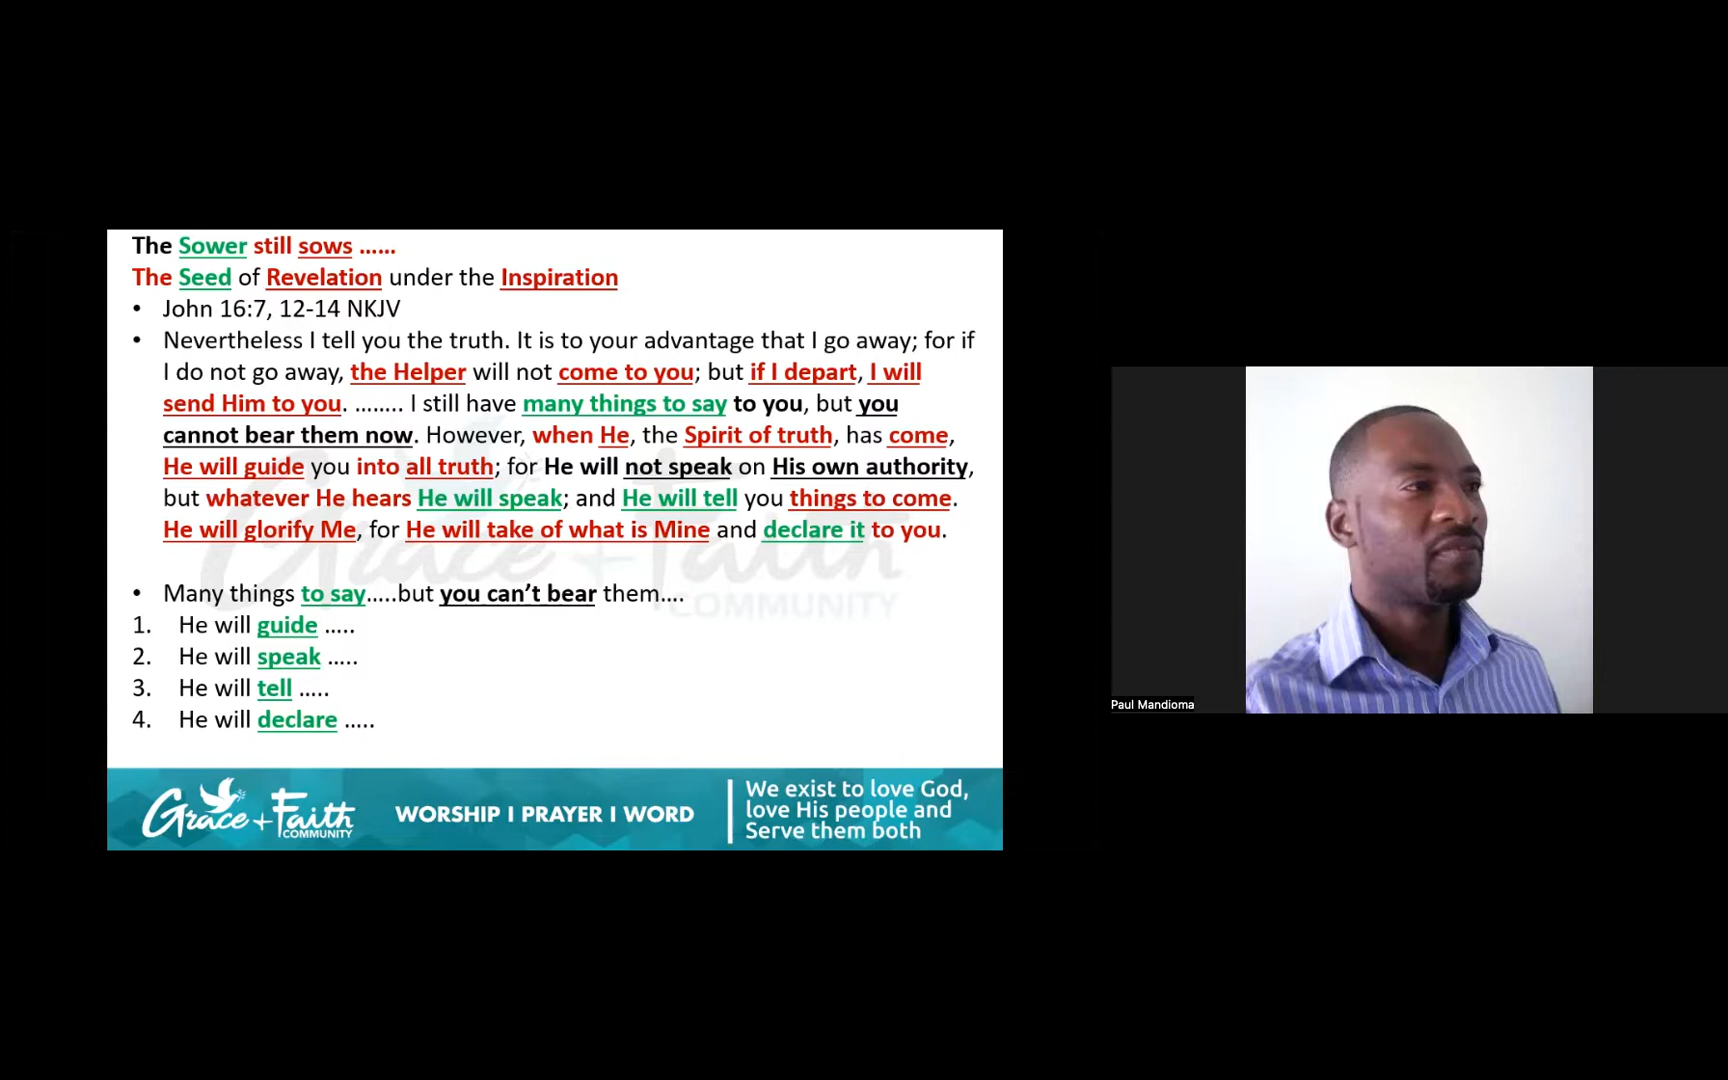 The Sower still sows ......
The Seed of Revelation under the Inspiration
• John 16:7, 12-14 NKJV
• Nevertheless I tell you the truth. It is to your advantage that I go away; for if
I do not go away, the Helper will not come to you; but if I depart, I will
send Him to you. …….. I still have many things to say to you, but you
cannot bear them now. However, when He, the Spirit of truth, has come,
He will guide you into all truth; for He will not speak on His own authority,
but whatever He hears He will speak; and He will tell you things to come.
He will glorify Me, for He will take of what is Mine and declare it to you.
• Many things to say…..but you can’t bear them….
1. He will guide …..
2. He will speak …..
3. He will tell …..
4. He will declare …..
Grace + Faith
COMMUNITY
Grace + Faith
COMMUNITY
WORSHIP I PRAYER I WORD
We exist to love God,
love His people and
Serve them both
Paul Mandioma